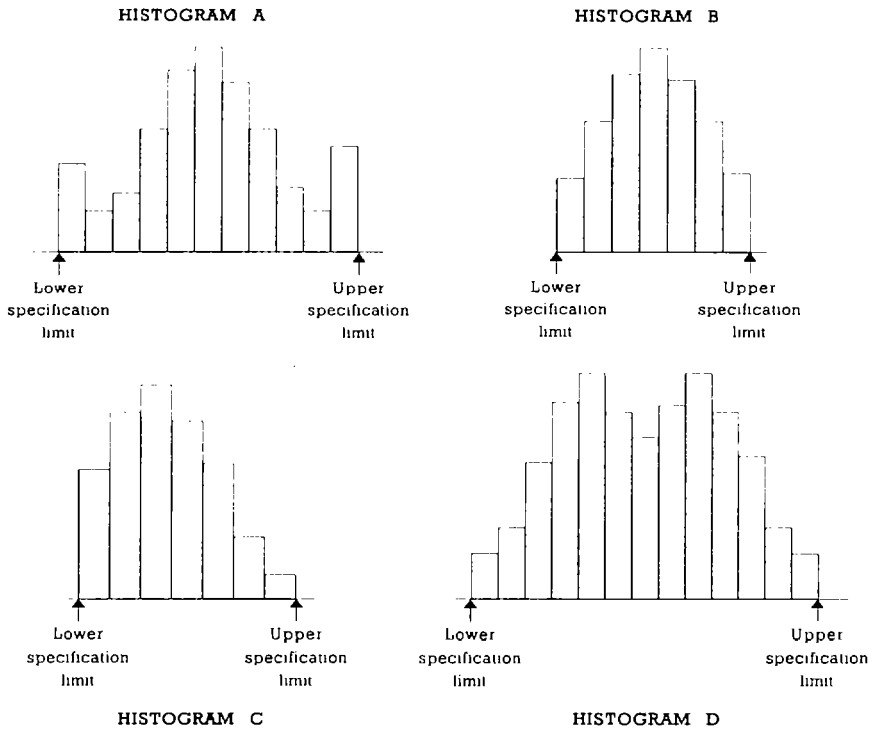 HISTOGRAM A
HISTOGRAM B
Lower
specification
limit
Upper
specification
limit
Lower
specification
limit
Upper
specification
limit
Lower
specification
limit
Upper
specification
limit
Lower
specification
limit
Upper
specification
limit
HISTOGRAM C
HISTOGRAM D